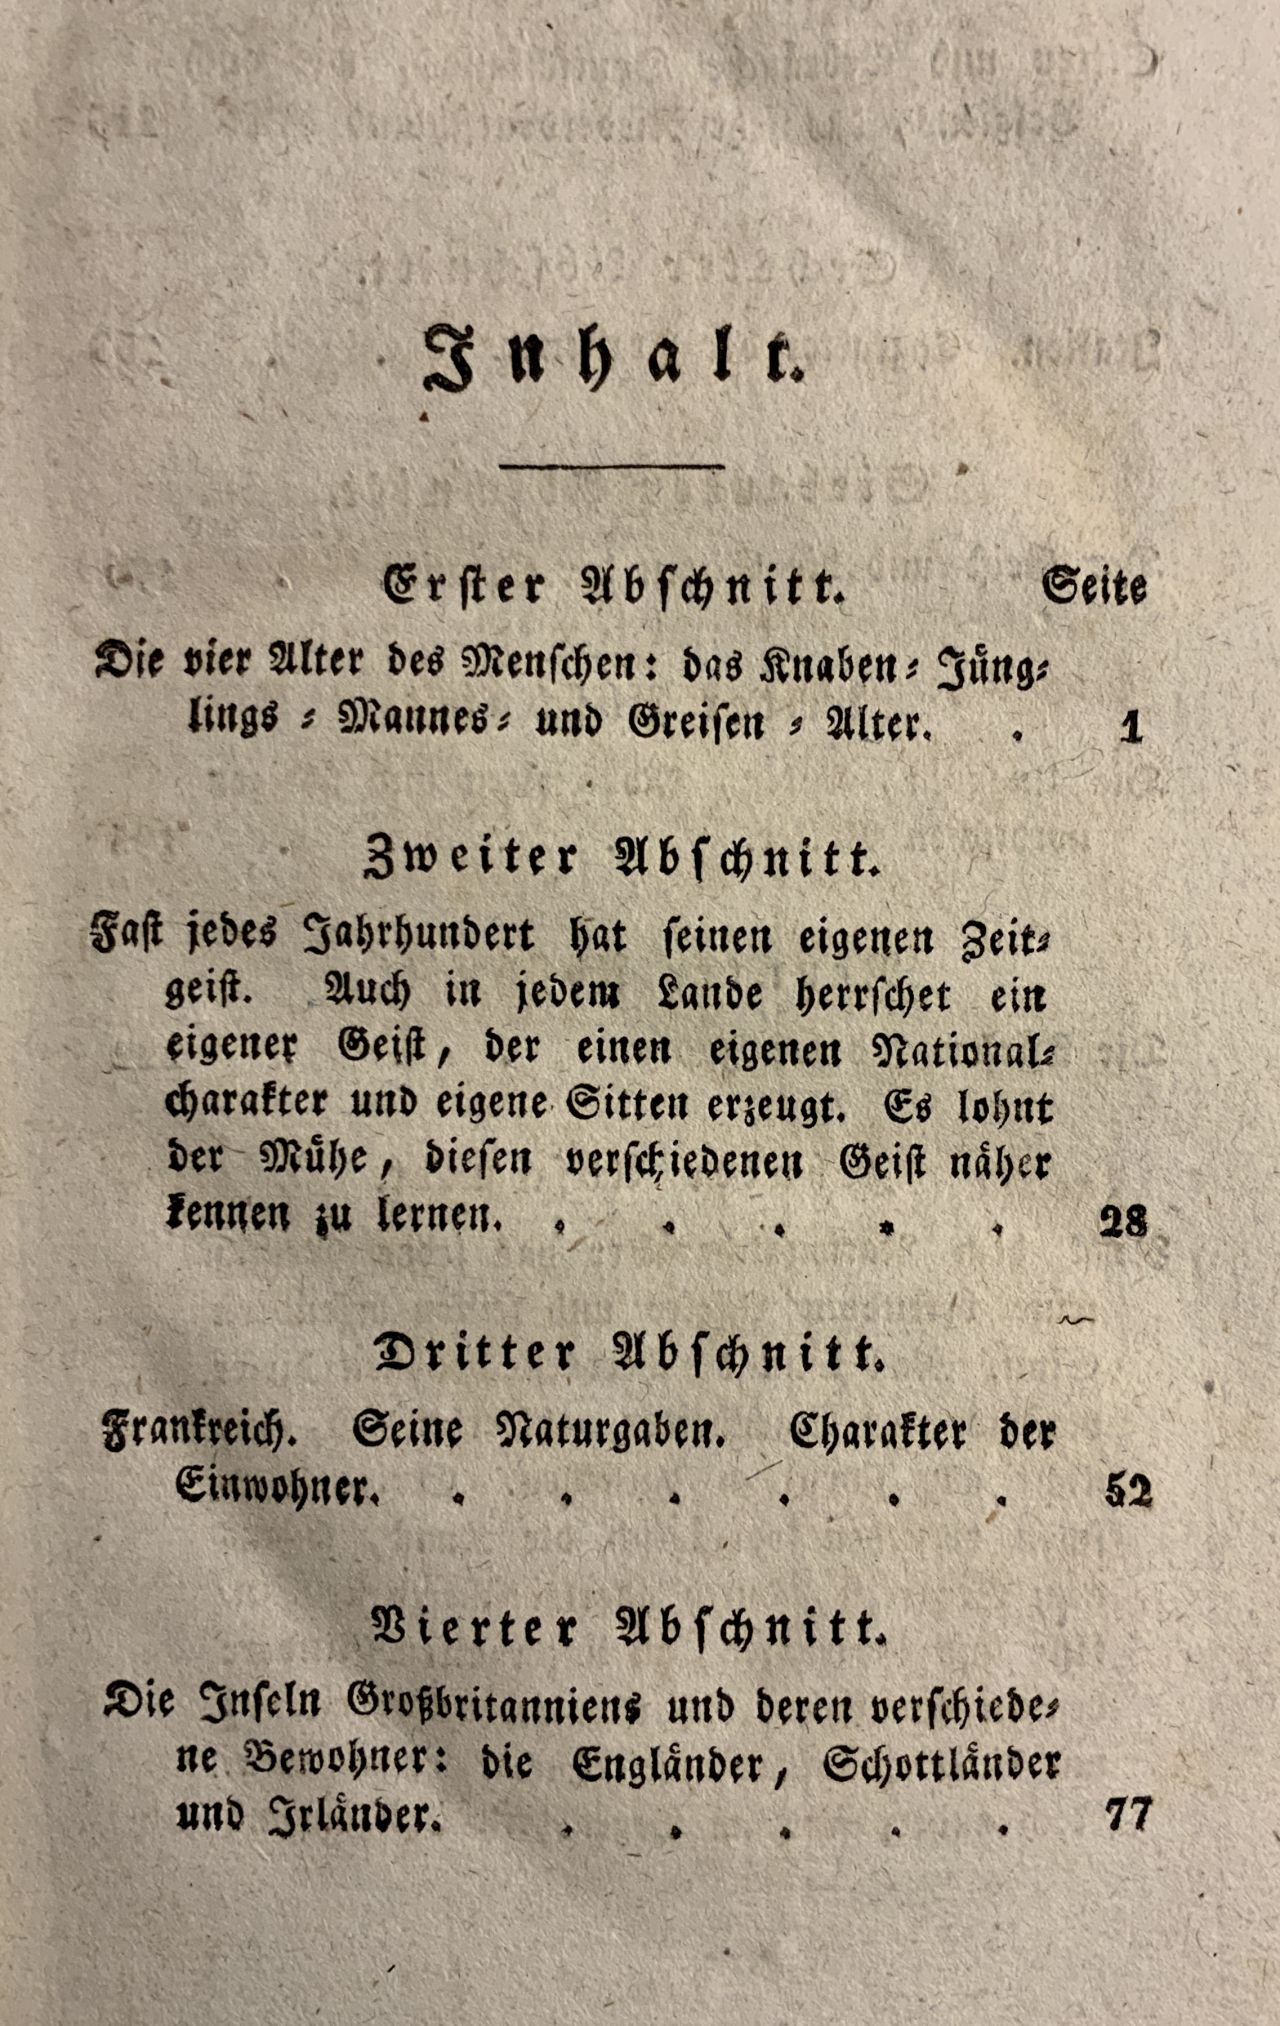 Inhalt.
Erster Abschnitt. Seite
Die vier Alter des Menschen: das Knaben- Jüng-
lings - Mannes- und Greisen - Alter. . 1
Zweiter Abschnitt.
Fast jedes Jahrhundert hat seinen eigenen Zeit-
geist. Auch in jedem Lande herrschet ein
eigener Geist, der einen eigenen National-
charakter und eigene Sitten erzeugt. Es lohnt
der Mühe, diesen verschiedenen Geist näher
kennen zu lernen. . . . . . 28
Dritter Abschnitt.
Frankreich. Seine Naturgaben. Charakter der
Einwohner. . . . . . . 52
Vierter Abschnitt.
Die Inseln Großbritanniens und deren verschiede-
ne Bewohner: die Engländer, Schottländer
und Irländer. . . . . . 77